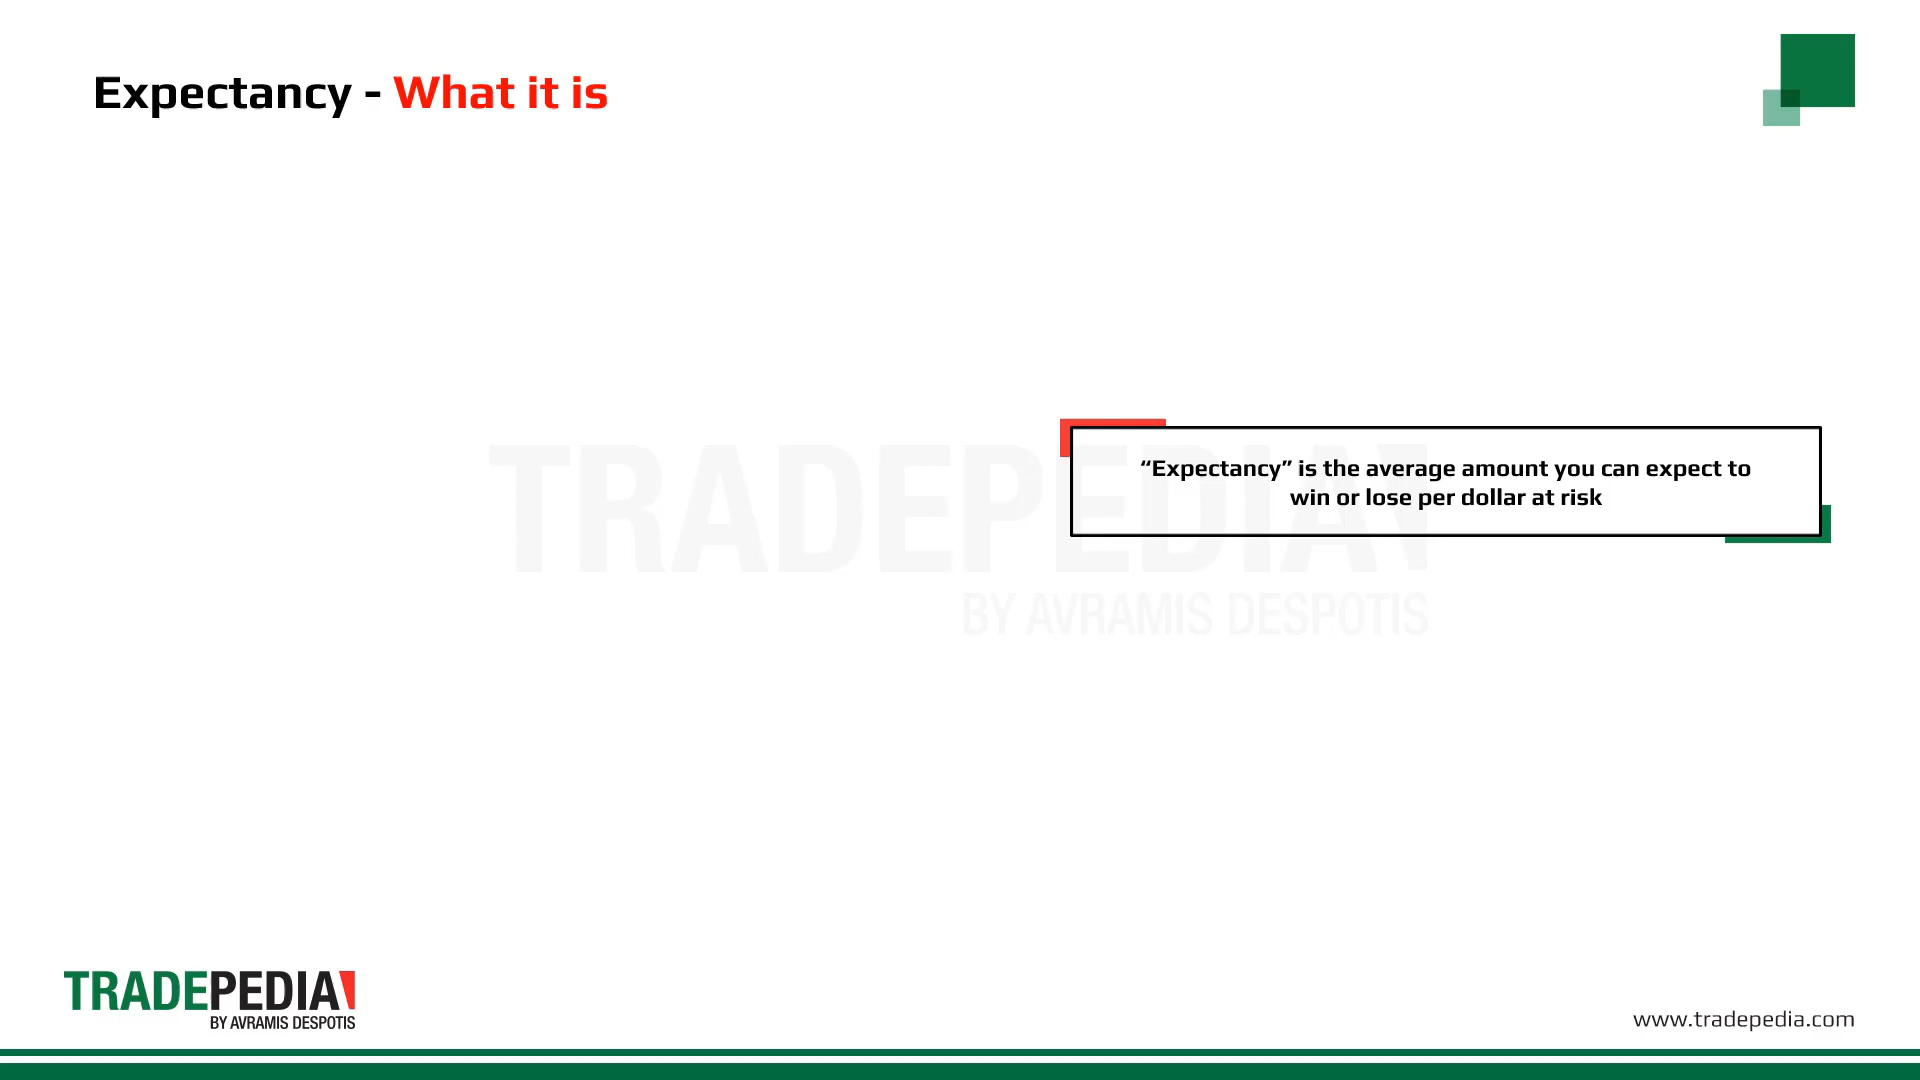 Expectancy - What it is
TRADEPEDIA
BY AVRAMIS DESPOTIS
“Expectancy” is the average amount you can expect to
win or lose per dollar at risk
TRADEPEDIA
BY AVRAMIS DESPOTIS
www.tradepedia.com